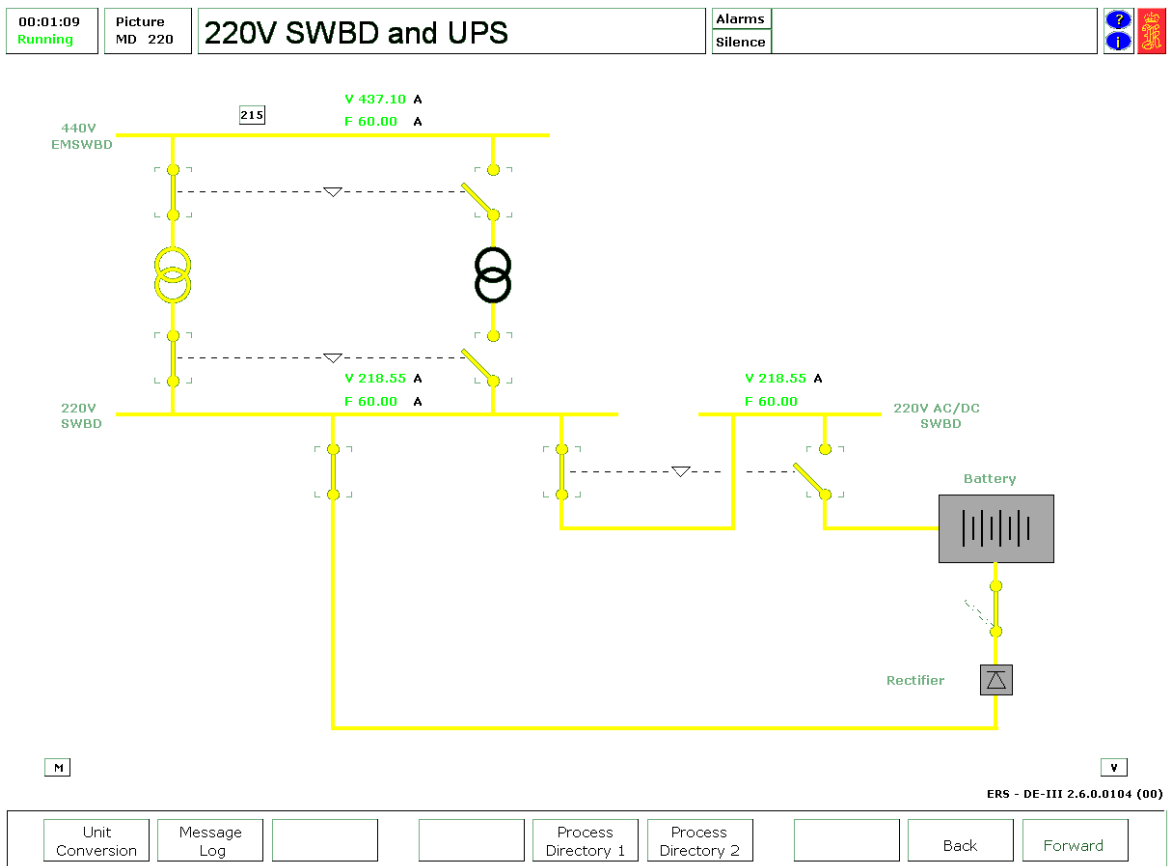 00:01:09
Running
Picture
MD 220
220V SWBD and UPS
Alarms
Silence
?
i
V 437.10 A
215
F 60.00 A
440V
EMSWBD
V 218.55 A
F 60.00 A
220V
SWBD
V 218.55 A
F 60.00
220V AC/DC
SWBD
Battery
Rectifier
M
V
ERS - DE-III 2.6.0.0104 (00)
Unit
Conversion
Message
Log
Process
Directory 1
Process
Directory 2
Back
Forward